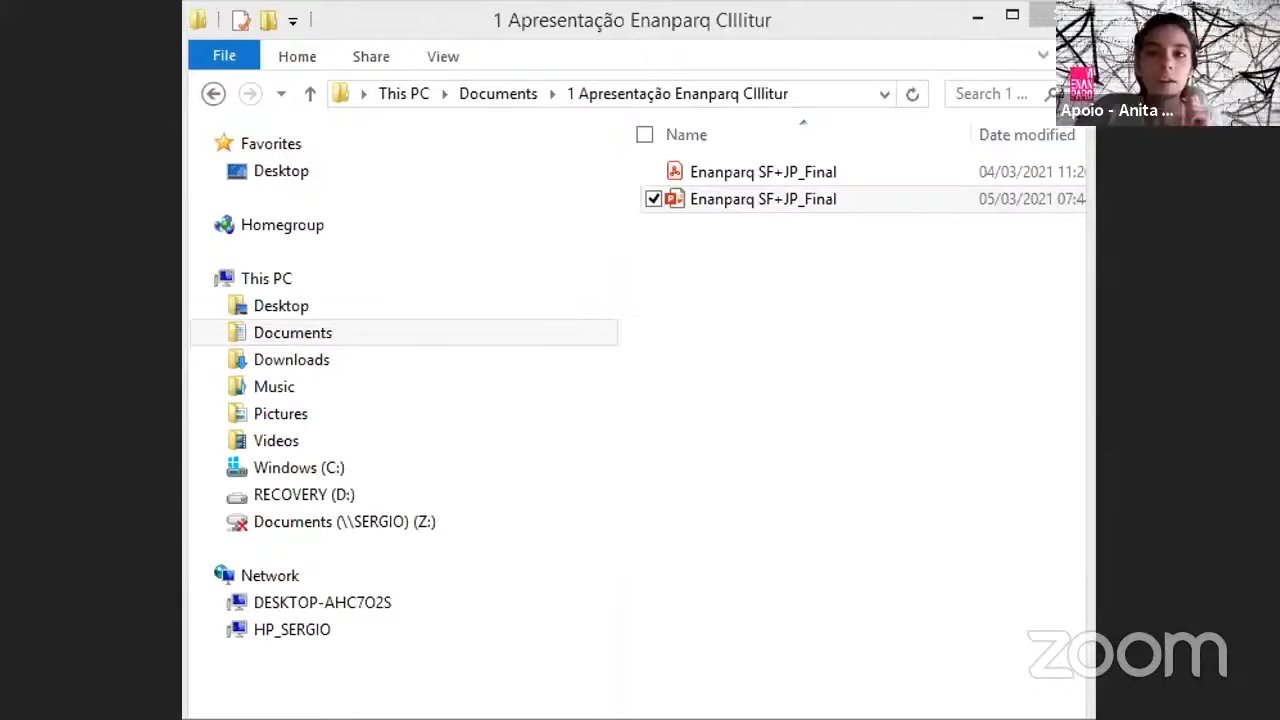 1 Apresentação Enanparq CIllitur
File Home Share View
This PC Documents 1 Apresentação Enanparq CIllitur Search 1 ...
Apoio - Anita ...
Name Date modified
Favorites
Desktop
Enanparq SF+JP_Final 04/03/2021 11:2
Enanparq SF+JP_Final 05/03/2021 07:4
Homegroup
This PC
Desktop
Documents
Downloads
Music
Pictures
Videos
Windows (C:)
RECOVERY (D:)
Documents (\\SERGIO) (Z:)
Network
DESKTOP-AHC7O2S
HP_SERGIO
zoom